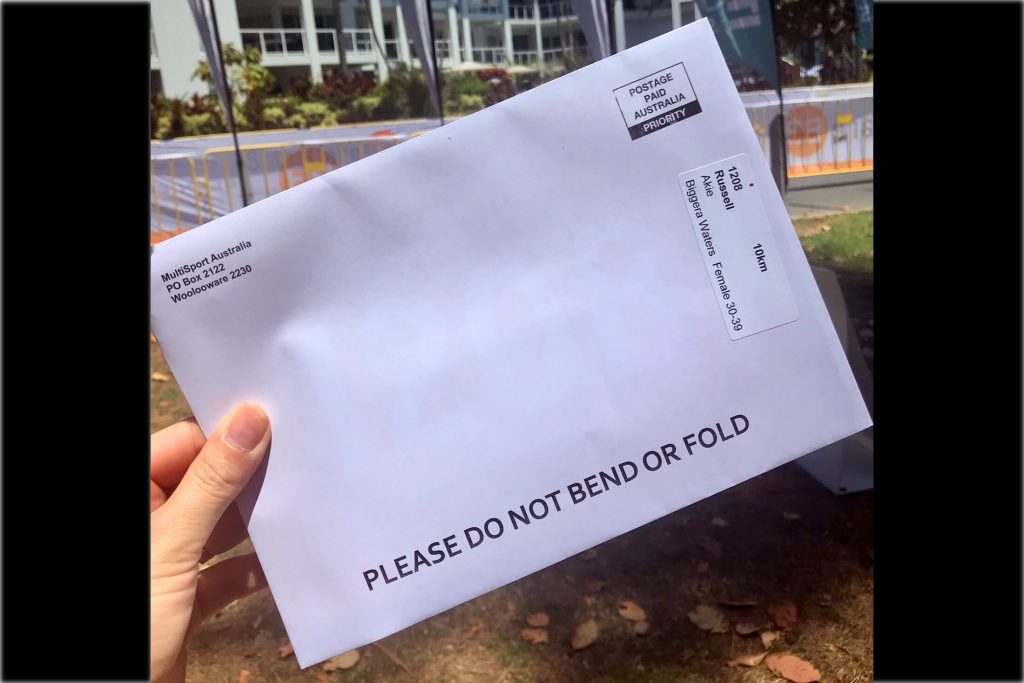 POSTAGE
PAID
AUSTRALIA
PRIORITY
1208
Russell 10km
Akie
Biggera Waters Female 30-39
MultiSport Australia
PO Box 2122
Woolooware 2230
PLEASE DO NOT BEND OR FOLD